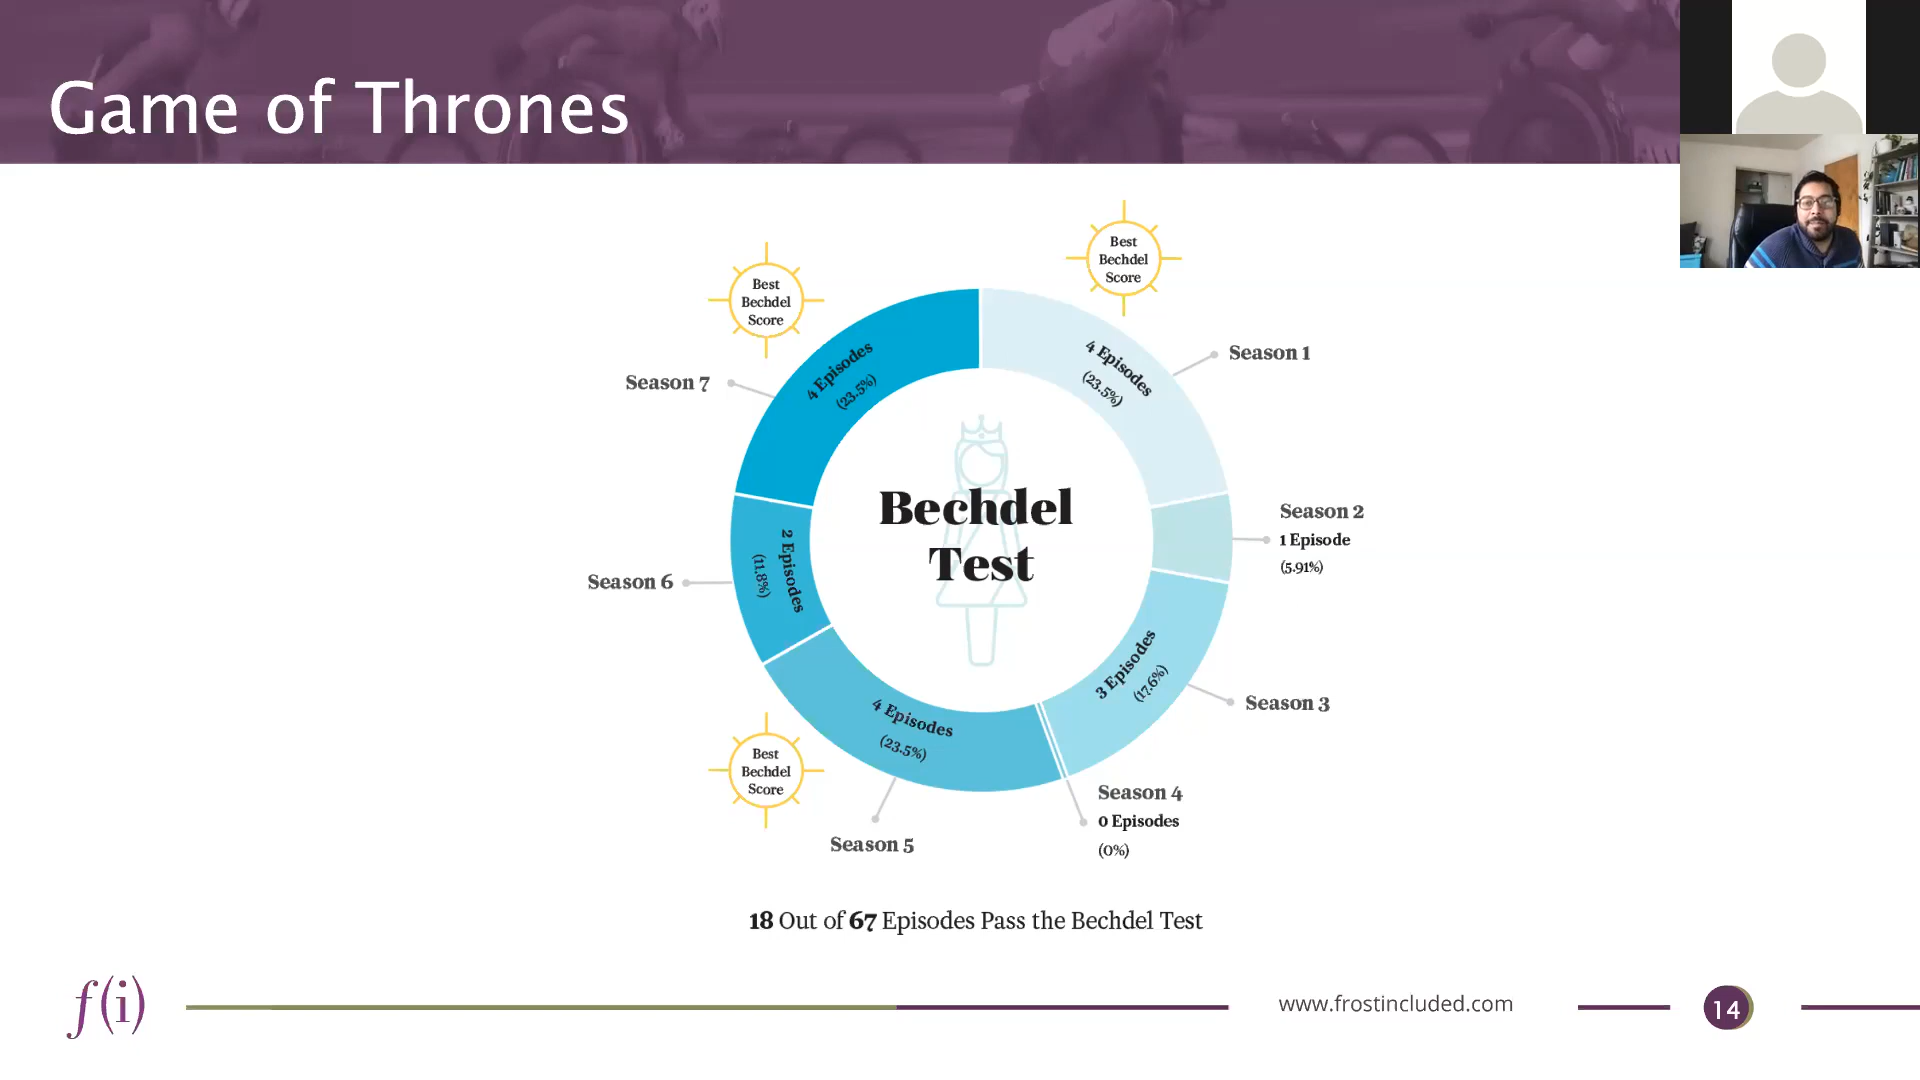 Game of Thrones
Best
Bechdel
Score
Best
Bechdel
Score
4 Episodes
(23.5%)
Season 7
4 Episodes
(23.5%)
Season 1
Bechdel
Test
Season 2
1 Episode
(5.91%)
2 Episodes
(11.8%)
Season 6
3 Episodes
(17.6%)
Season 3
4 Episodes
(23.5%)
Best
Bechdel
Score
Season 5
Season 4
0 Episodes
(0%)
18 Out of 67 Episodes Pass the Bechdel Test
f(i)
www.frostincluded.com
14